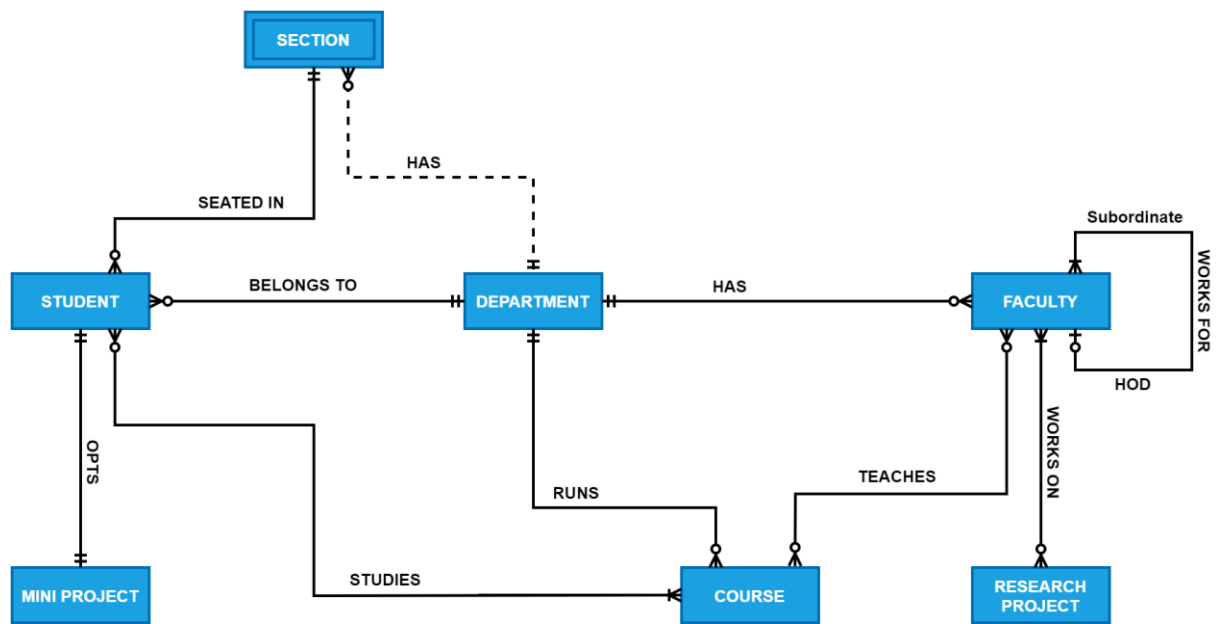 SECTION
HAS
SEATED IN
Subordinate
STUDENT
BELONGS TO
DEPARTMENT
HAS
FACULTY
WORKS FOR
HOD
OPTS
RUNS
TEACHES
WORKS ON
STUDIES
MINI PROJECT
COURSE
RESEARCH
PROJECT